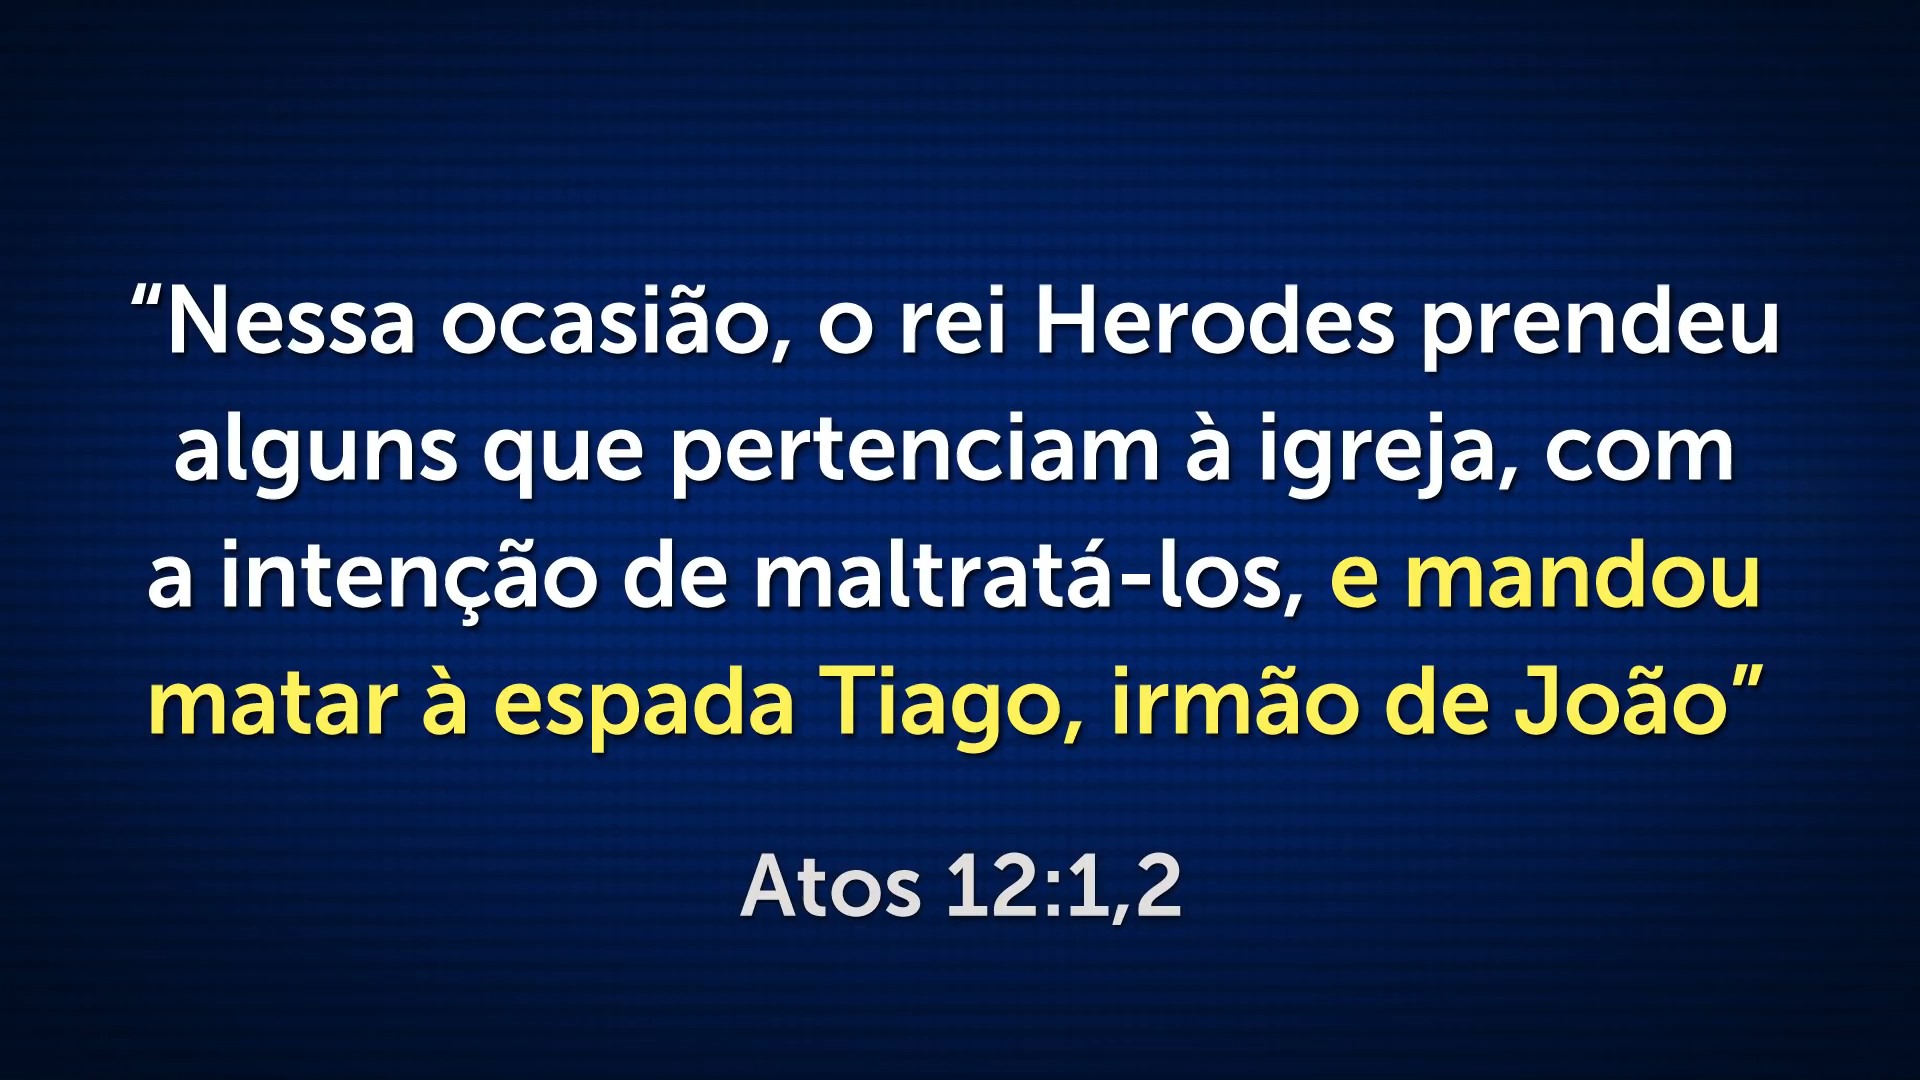 “Nessa ocasião, o rei Herodes prendeu
alguns que pertenciam à igreja, com
a intenção de maltratá-los, e mandou
matar à espada Tiago, irmão de João”
Atos 12:1,2